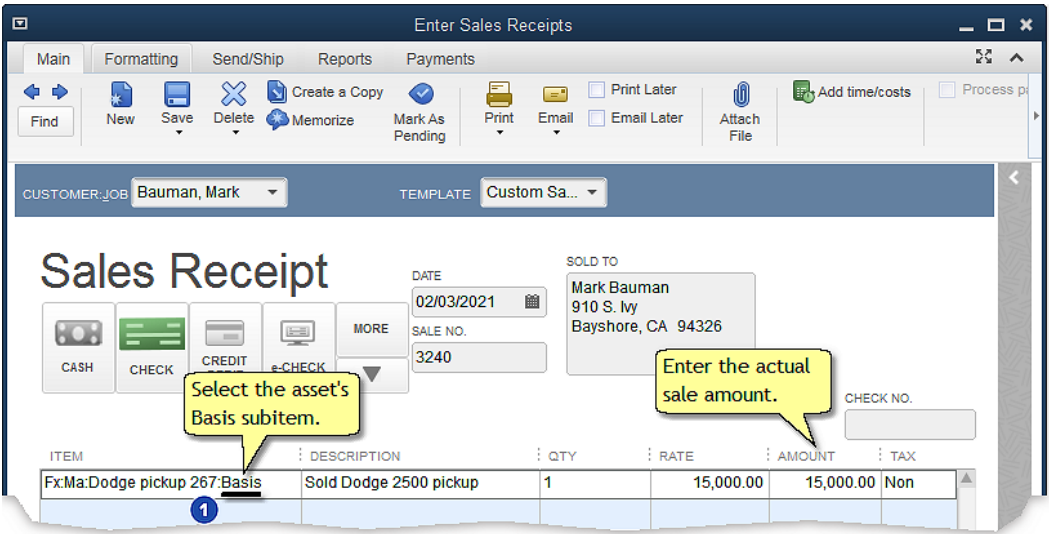 Enter Sales Receipts
Main Formatting Send/Ship Reports Payments
Find
New
Save
Delete
Create a Copy
Memorize
Mark As
Pending
Print
Email
Print Later
Email Later
Attach
File
Add time/costs
Process
CUSTOMER:JOB Bauman, Mark TEMPLATE Custom Sa...
Sales Receipt
DATE
02/03/2021
SALE NO.
3240
SOLD TO
Mark Bauman
910 S. Ivy
Bayshore, CA 94326
CASH
CHECK
CREDIT
e-CHECK
MORE
Select the asset's
Basis subitem.
Enter the actual
sale amount.
CHECK NO.
ITEM DESCRIPTION QTY RATE AMOUNT TAX
Fx:Ma:Dodge pickup 267:Basis Sold Dodge 2500 pickup 1 15,000.00 15,000.00 Non
1